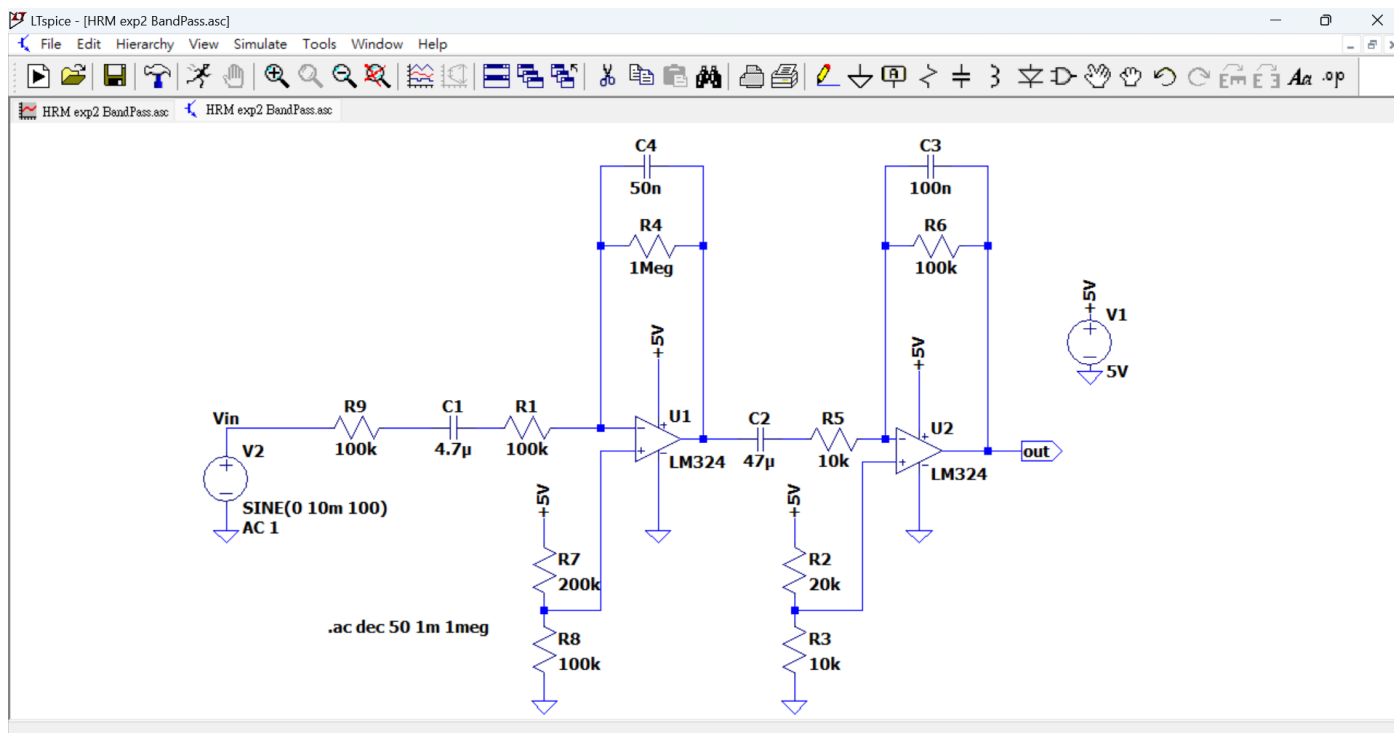 LTspice - [HRM exp2 BandPass.asc]
File Edit Hierarchy View Simulate Tools Window Help
Aa .op
HRM exp2 BandPass.asc HRM exp2 BandPass.asc
C4
50n
R4
1Meg
C3
100n
R6
100k
+5V
V1
5V
+5V
+5V
Vin
V2
SINE(0 10m 100)
AC 1
R9
100k
C1
4.7µ
R1
100k
U1
LM324
C2
47µ
R5
10k
U2
LM324
out
+5V
R7
200k
R8
100k
+5V
R2
20k
R3
10k
.ac dec 50 1m 1meg